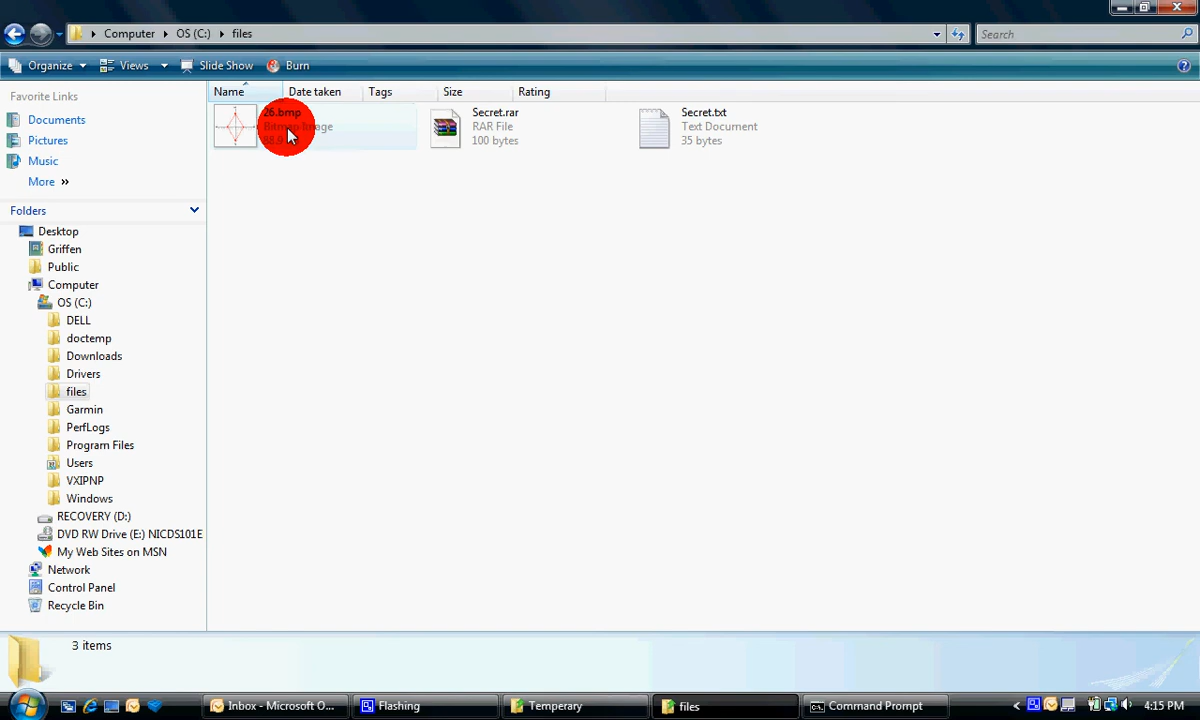 Computer ▸ OS (C:) ▸ files
Search
Organize Views Slide Show Burn
Favorite Links
Documents
Pictures
Music
More »
Folders
Desktop
Griffen
Public
Computer
OS (C:)
DELL
doctemp
Downloads
Drivers
files
Garmin
PerfLogs
Program Files
Users
VXIPNP
Windows
RECOVERY (D:)
DVD RW Drive (E:) NICDS101E
My Web Sites on MSN
Network
Control Panel
Recycle Bin
Name Date taken Tags Size Rating
26.bmp
Bitmap Image
Secret.rar
RAR File
100 bytes
Secret.txt
Text Document
35 bytes
3 items
Inbox - Microsoft O... Flashing Temporary files Command Prompt 4:15 PM